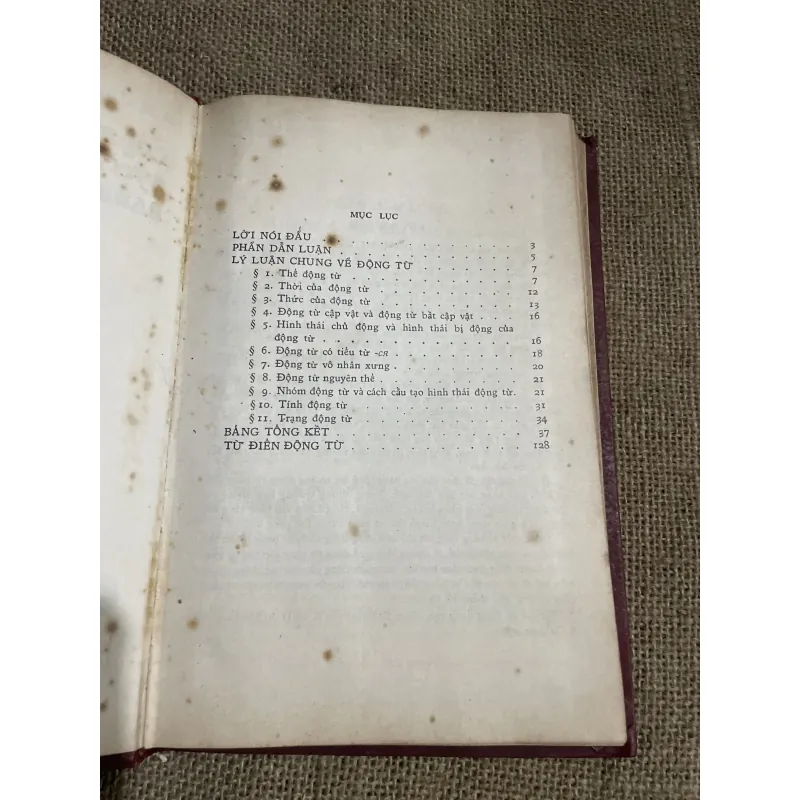 MỤC LỤC
LỜI NÓI ĐẦU . . . . . . . . . . . . . . 3
PHẦN DẪN LUẬN . . . . . . . . . . . . . 5
LÝ LUẬN CHUNG VỀ ĐỘNG TỪ . . . . . . . . 7
§ 1. Thể động từ . . . . . . . . . . . . 7
§ 2. Thời của động từ . . . . . . . . . . 12
§ 3. Thức của động từ . . . . . . . . . . 13
§ 4. Động từ cập vật và động từ bất cập vật . . . . 16
§ 5. Hình thái chủ động và hình thái bị động của
động từ . . . . . . . . . . . . . 16
§ 6. Động từ có tiểu từ -ся . . . . . . . . . 18
§ 7. Động từ vô nhân xưng . . . . . . . . . 20
§ 8. Động từ nguyên thể . . . . . . . . . . 21
§ 9. Nhóm động từ và cách cấu tạo hình thái động từ. 21
§ 10. Tính động từ . . . . . . . . . . . . 31
§ 11. Trạng động từ . . . . . . . . . . . 34
BẢNG TỔNG KẾT . . . . . . . . . . . . . 37
TỪ ĐIỂN ĐỘNG TỪ . . . . . . . . . . . . 128